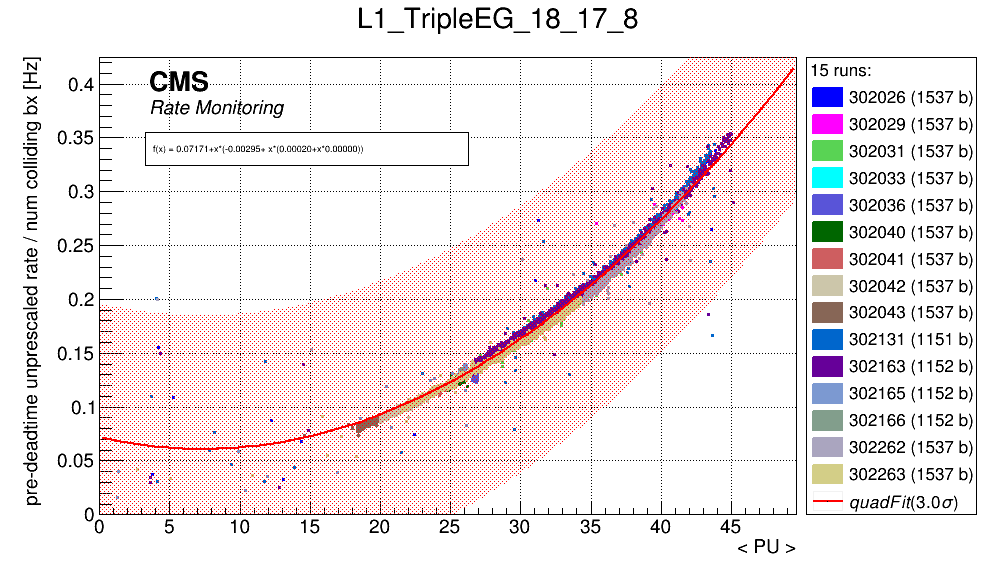 L1_TripleEG_18_17_8
pre-deadtime unprescaled rate / num colliding bx [Hz]
CMS
Rate Monitoring
f(x) = 0.07171+x*(-0.00295+ x*(0.00020+x*0.00000))
0.4
0.35
0.3
0.25
0.2
0.15
0.1
0.05
0
0 5 10 15 20 25 30 35 40 45
< PU >
15 runs:
302026 (1537 b)
302029 (1537 b)
302031 (1537 b)
302033 (1537 b)
302036 (1537 b)
302040 (1537 b)
302041 (1537 b)
302042 (1537 b)
302043 (1537 b)
302131 (1151 b)
302163 (1152 b)
302165 (1152 b)
302166 (1152 b)
302262 (1537 b)
302263 (1537 b)
quadFit(3.0σ)